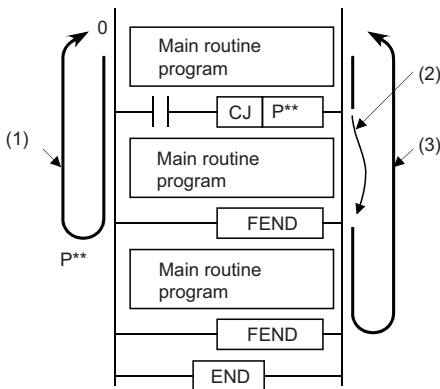 0
Main routine
program
(2)
CJ P**
(1)
(3)
Main routine
program
FEND
P**
Main routine
program
FEND
END